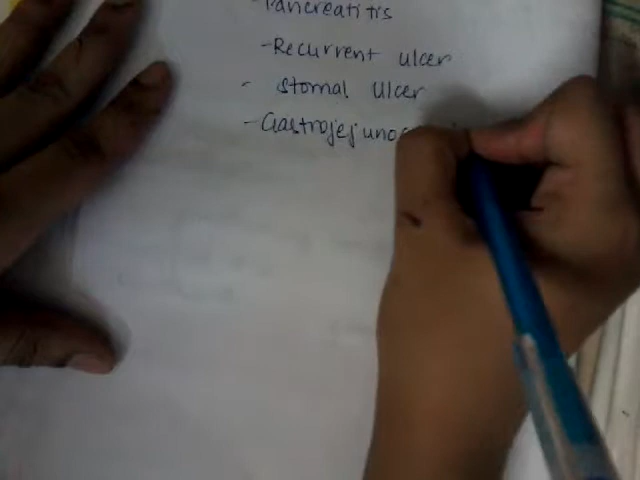 - Pancreatitis
- Recurrent ulcer
- Stomal Ulcer
- Gastrojejuno